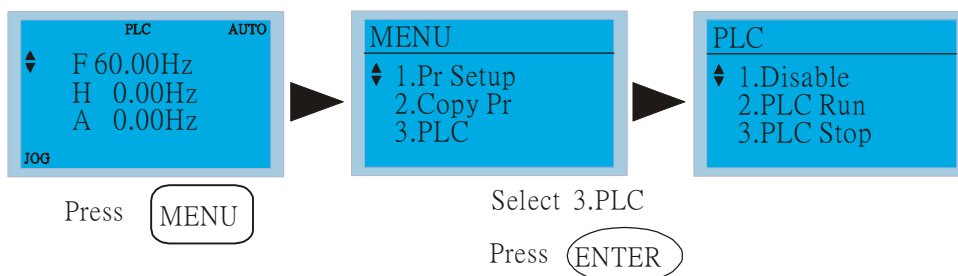 PLC AUTO
F 60.00Hz
H 0.00Hz
A 0.00Hz
JOG
Press MENU
MENU
1.Pr Setup
2.Copy Pr
3.PLC
Select 3.PLC
Press ENTER
PLC
1.Disable
2.PLC Run
3.PLC Stop